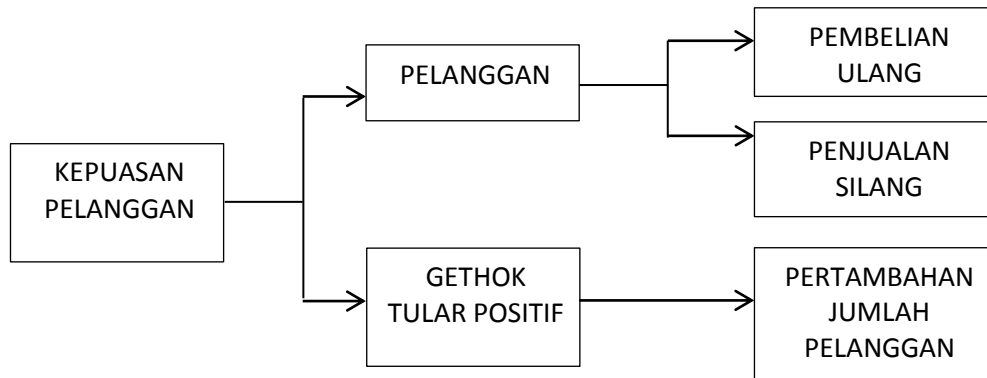 KEPUASAN
PELANGGAN
PELANGGAN
GETHOK
TULAR POSITIF
PEMBELIAN
ULANG
PENJUALAN
SILANG
PERTAMBAHAN
JUMLAH
PELANGGAN